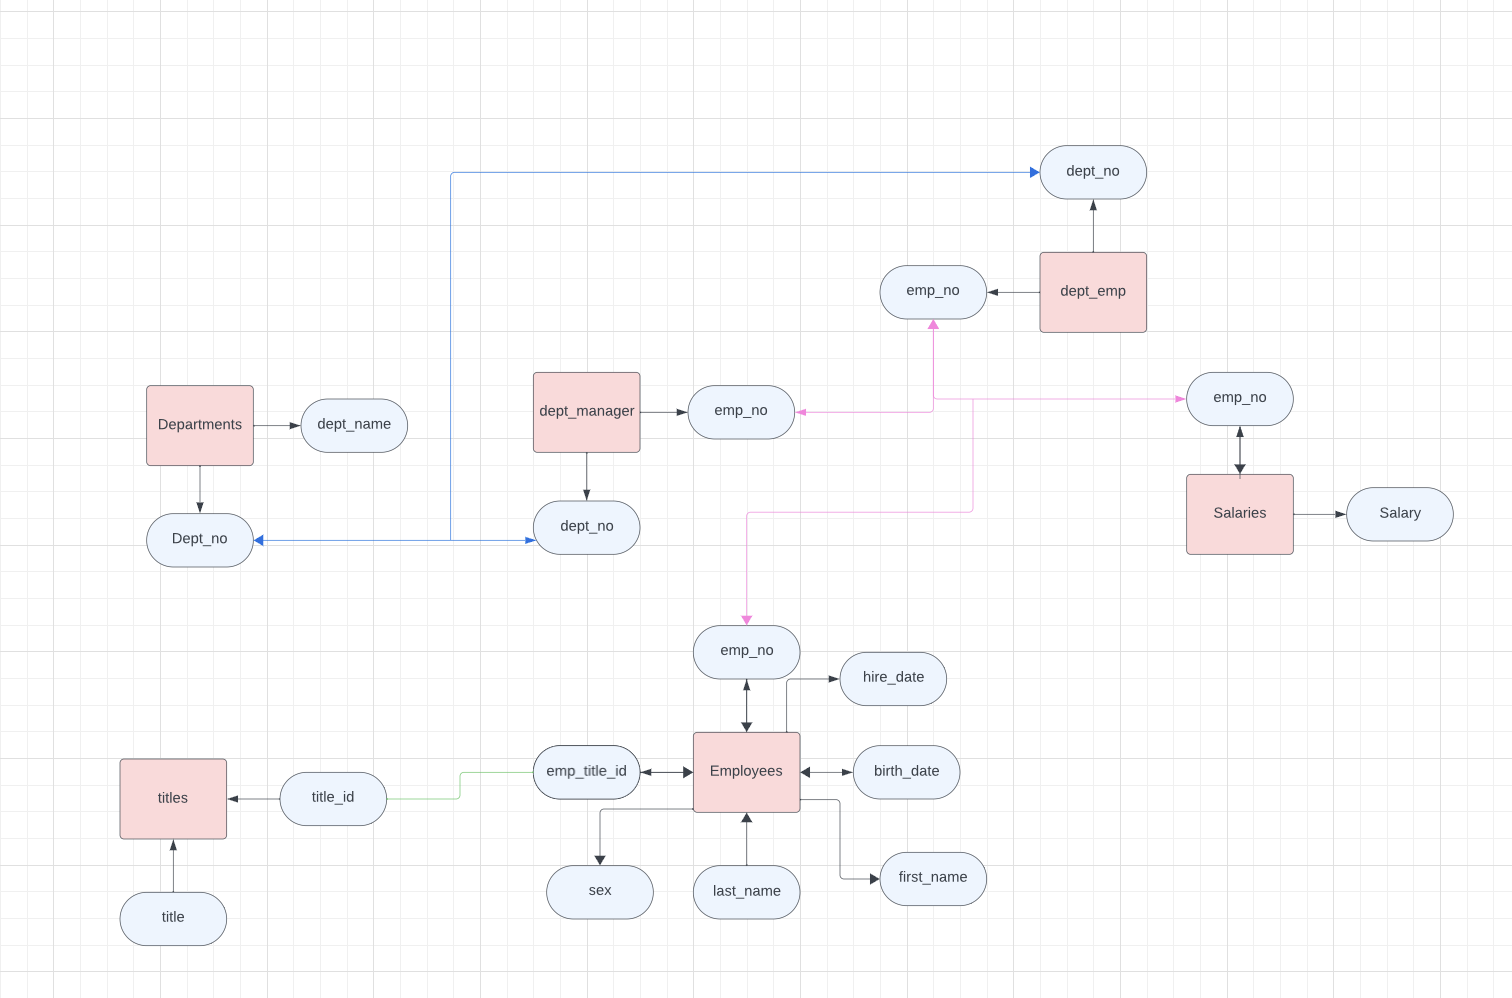 dept_no
emp_no
dept_emp
Departments
dept_name
dept_manager
emp_no
emp_no
Dept_no
dept_no
Salaries
Salary
emp_no
hire_date
titles
title_id
emp_title_id
Employees
birth_date
title
sex
last_name
first_name